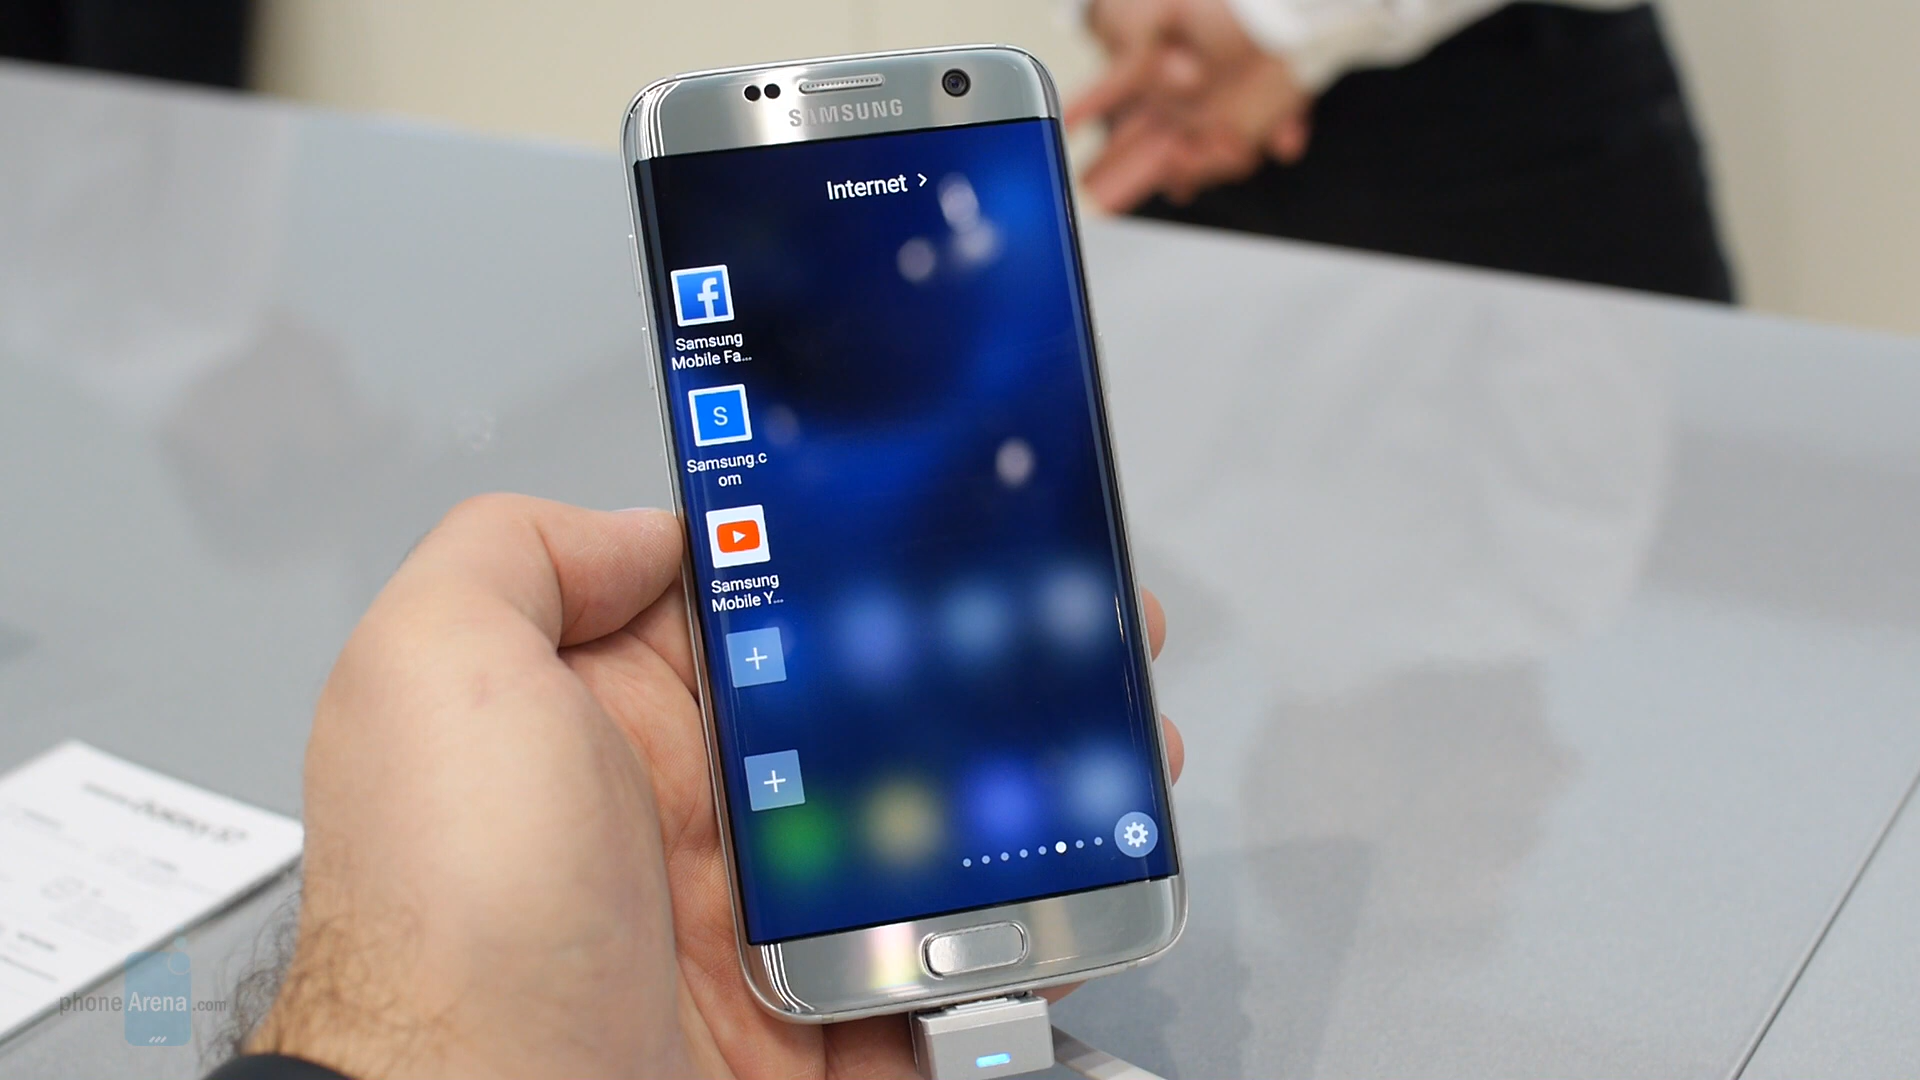 SAMSUNG
Internet >
Samsung
Mobile Fa...
S
Samsung.c
om
Samsung
Mobile Y...
phoneArena.com